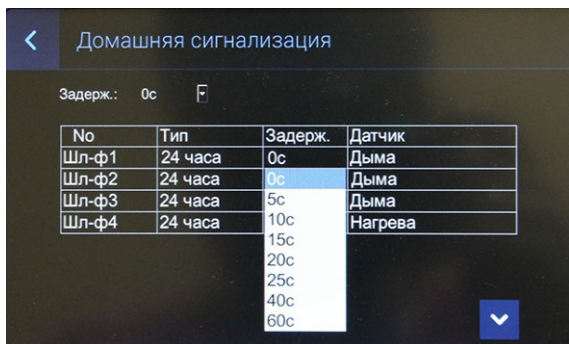 Домашняя сигнализация
Задерж.: 0с
No Тип Задерж. Датчик
Шл-ф1 24 часа 0с Дыма
Шл-ф2 24 часа 0с Дыма
Шл-ф3 24 часа 5с Дыма
Шл-ф4 24 часа 10с Нагрева
15с
20с
25с
40с
60с